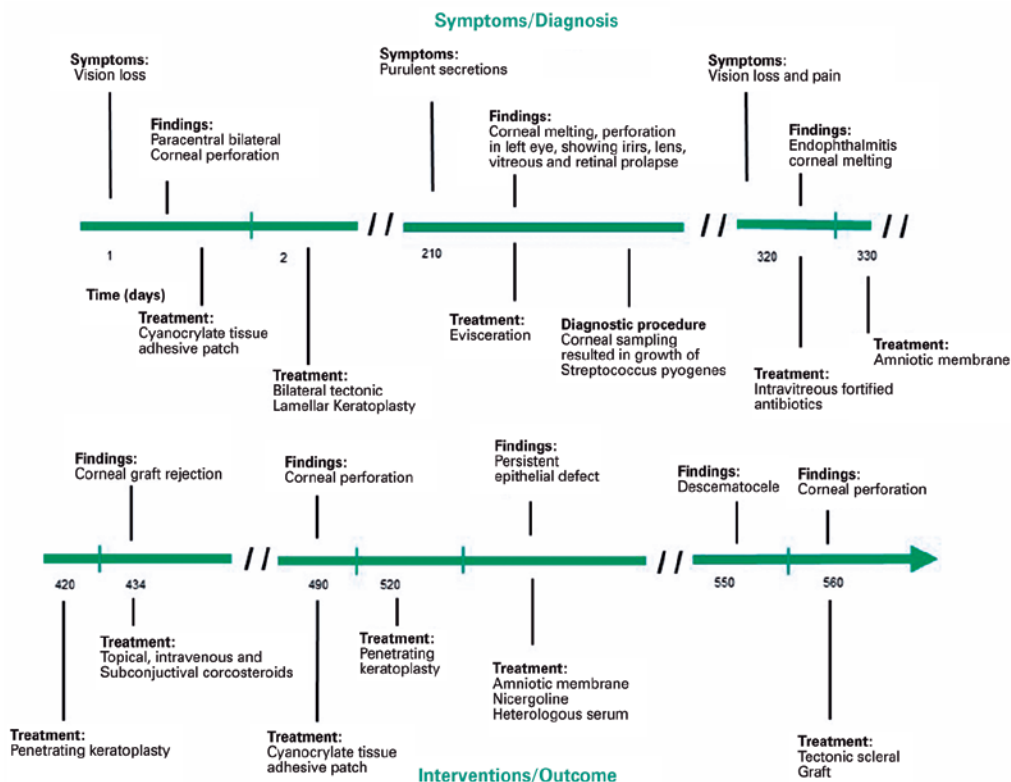 Symptoms/Diagnosis
Symptoms:
Vision loss
Findings:
Paracentral bilateral
Corneal perforation
Symptoms:
Purulent secretions
Findings:
Corneal melting, perforation
in left eye, showing irirs, lens,
vitreous and retinal prolapse
Symptoms:
Vision loss and pain
Findings:
Endophthalmitis
corneal melting
1
2
210
320
330
Time (days)
Treatment:
Cyanocrylate tissue
adhesive patch
Treatment:
Bilateral tectonic
Lamellar Keratoplasty
Treatment:
Evisceration
Diagnostic procedure
Corneal sampling
resulted in growth of
Streptococcus pyogenes
Treatment:
Intravitreous fortified
antibiotics
Treatment:
Amniotic membrane
Findings:
Corneal graft rejection
Findings:
Corneal perforation
Findings:
Persistent
epithelial defect
Findings:
Descematocele
Findings:
Corneal perforation
420
434
490
520
550
560
Treatment:
Penetrating keratoplasty
Treatment:
Topical, intravenous and
Subconjuctival corcosteroids
Treatment:
Cyanocrylate tissue
adhesive patch
Treatment:
Penetrating
keratoplasty
Treatment:
Amniotic membrane
Nicergoline
Heterologous serum
Treatment:
Tectonic scleral
Graft
Interventions/Outcome